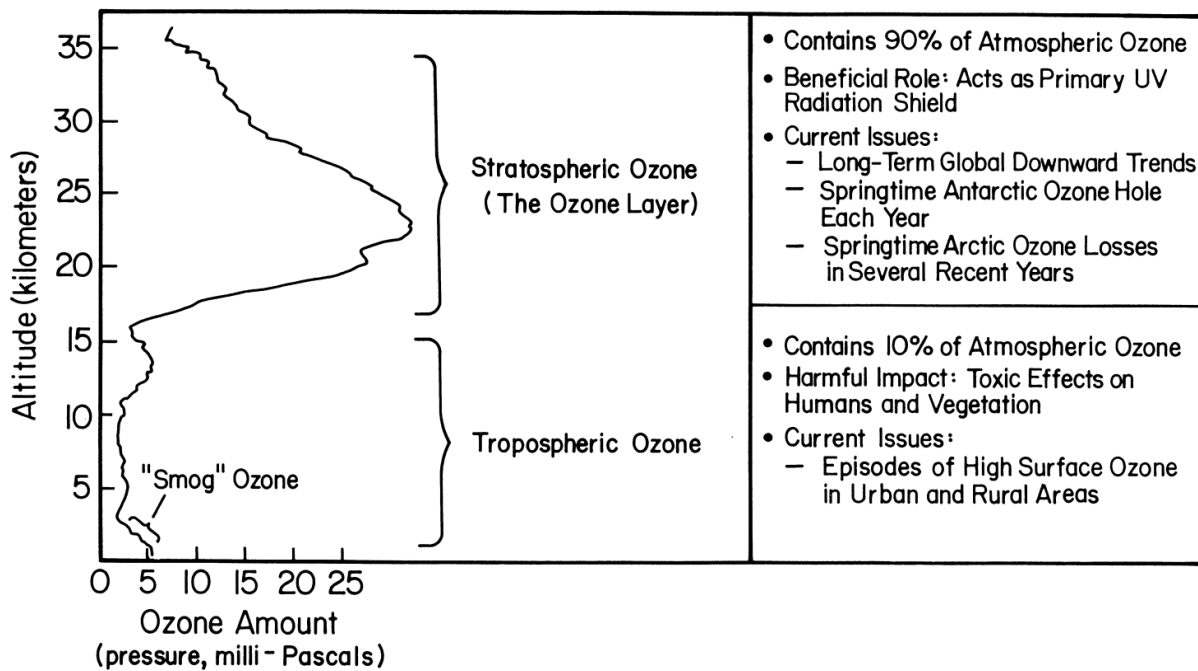 35
30
25
20
15
10
5
Altitude (kilometers)
"Smog" Ozone
0 5 10 15 20 25
Ozone Amount
(pressure, milli-Pascals)
Stratospheric Ozone
(The Ozone Layer)
Tropospheric Ozone
• Contains 90% of Atmospheric Ozone
• Beneficial Role: Acts as Primary UV
Radiation Shield
• Current Issues:
– Long-Term Global Downward Trends
– Springtime Antarctic Ozone Hole
Each Year
– Springtime Arctic Ozone Losses
in Several Recent Years
• Contains 10% of Atmospheric Ozone
• Harmful Impact: Toxic Effects on
Humans and Vegetation
• Current Issues:
– Episodes of High Surface Ozone
in Urban and Rural Areas